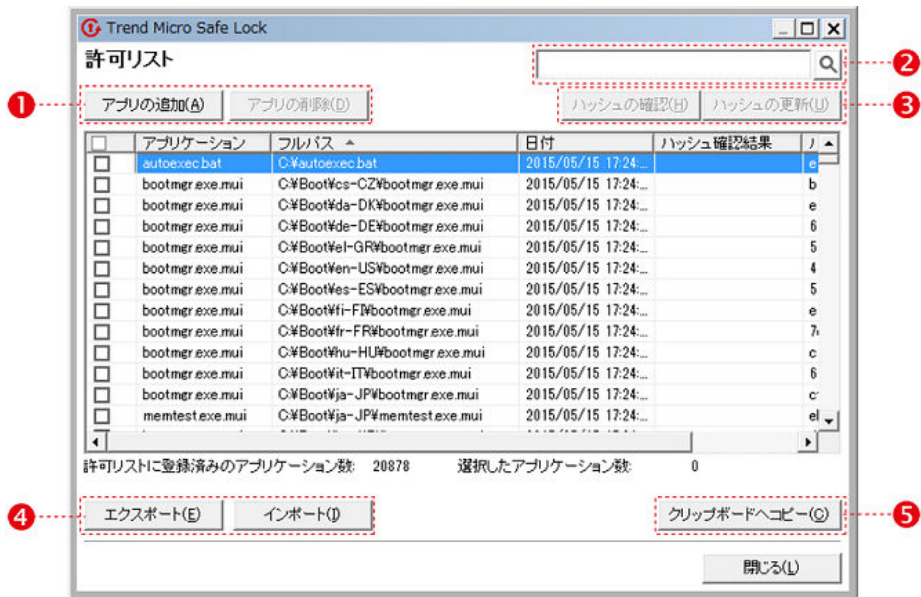 Trend Micro Safe Lock
許可リスト
2
1
アプリの追加(A) アプリの削除(D) ハッシュの確認(H) ハッシュの更新(U)
3
アプリケーション フルパス 日付 ハッシュ確認結果 ハ
autoexec.bat C:¥autoexec.bat 2015/05/15 17:24:... e
bootmgr.exe.mui C:¥Boot¥cs-CZ¥bootmgr.exe.mui 2015/05/15 17:24:... b
bootmgr.exe.mui C:¥Boot¥da-DK¥bootmgr.exe.mui 2015/05/15 17:24:... e
bootmgr.exe.mui C:¥Boot¥de-DE¥bootmgr.exe.mui 2015/05/15 17:24:... 6
bootmgr.exe.mui C:¥Boot¥el-GR¥bootmgr.exe.mui 2015/05/15 17:24:... 5
bootmgr.exe.mui C:¥Boot¥en-US¥bootmgr.exe.mui 2015/05/15 17:24:... 4
bootmgr.exe.mui C:¥Boot¥es-ES¥bootmgr.exe.mui 2015/05/15 17:24:... 5
bootmgr.exe.mui C:¥Boot¥fi-FI¥bootmgr.exe.mui 2015/05/15 17:24:... e
bootmgr.exe.mui C:¥Boot¥fr-FR¥bootmgr.exe.mui 2015/05/15 17:24:... 7
bootmgr.exe.mui C:¥Boot¥hu-HU¥bootmgr.exe.mui 2015/05/15 17:24:... c
bootmgr.exe.mui C:¥Boot¥it-IT¥bootmgr.exe.mui 2015/05/15 17:24:... 6
bootmgr.exe.mui C:¥Boot¥ja-JP¥bootmgr.exe.mui 2015/05/15 17:24:... c
memtest.exe.mui C:¥Boot¥ja-JP¥memtest.exe.mui 2015/05/15 17:24:... e
許可リストに登録済みのアプリケーション数: 20878 選択したアプリケーション数: 0
4
エクスポート(E) インポート(I) クリップボードへコピー(C)
5
閉じる(L)